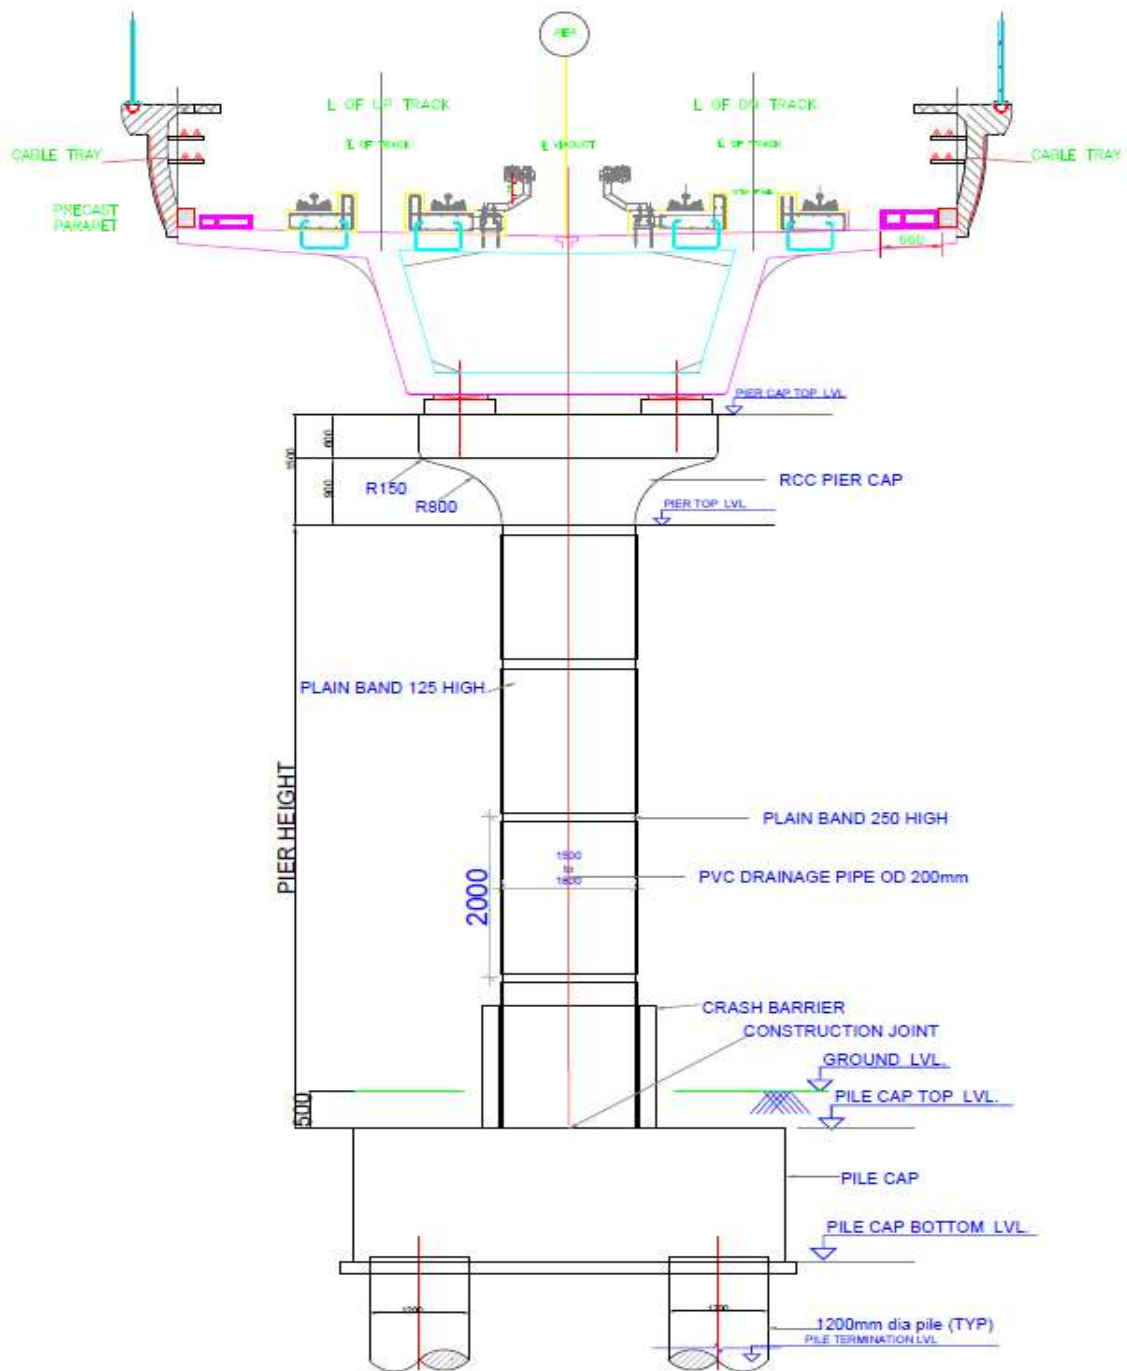 PIER
L OF UP TRACK
L OF DN TRACK
OF TRACK
VIADUCT
OF TRACK
CABLE TRAY
CABLE TRAY
PRECAST
PARAPET
660
PIER CAP TOP LVL.
600
1500
900
R150
R800
RCC PIER CAP
PIER TOP LVL
PLAIN BAND 125 HIGH
PIER HEIGHT
PLAIN BAND 250 HIGH
1500
to
1800
PVC DRAINAGE PIPE OD 200mm
2000
CRASH BARRIER
CONSTRUCTION JOINT
GROUND LVL.
500
PILE CAP TOP LVL.
PILE CAP
PILE CAP BOTTOM LVL.
1200
1200
1200mm dia pile (TYP)
PILE TERMINATION LVL